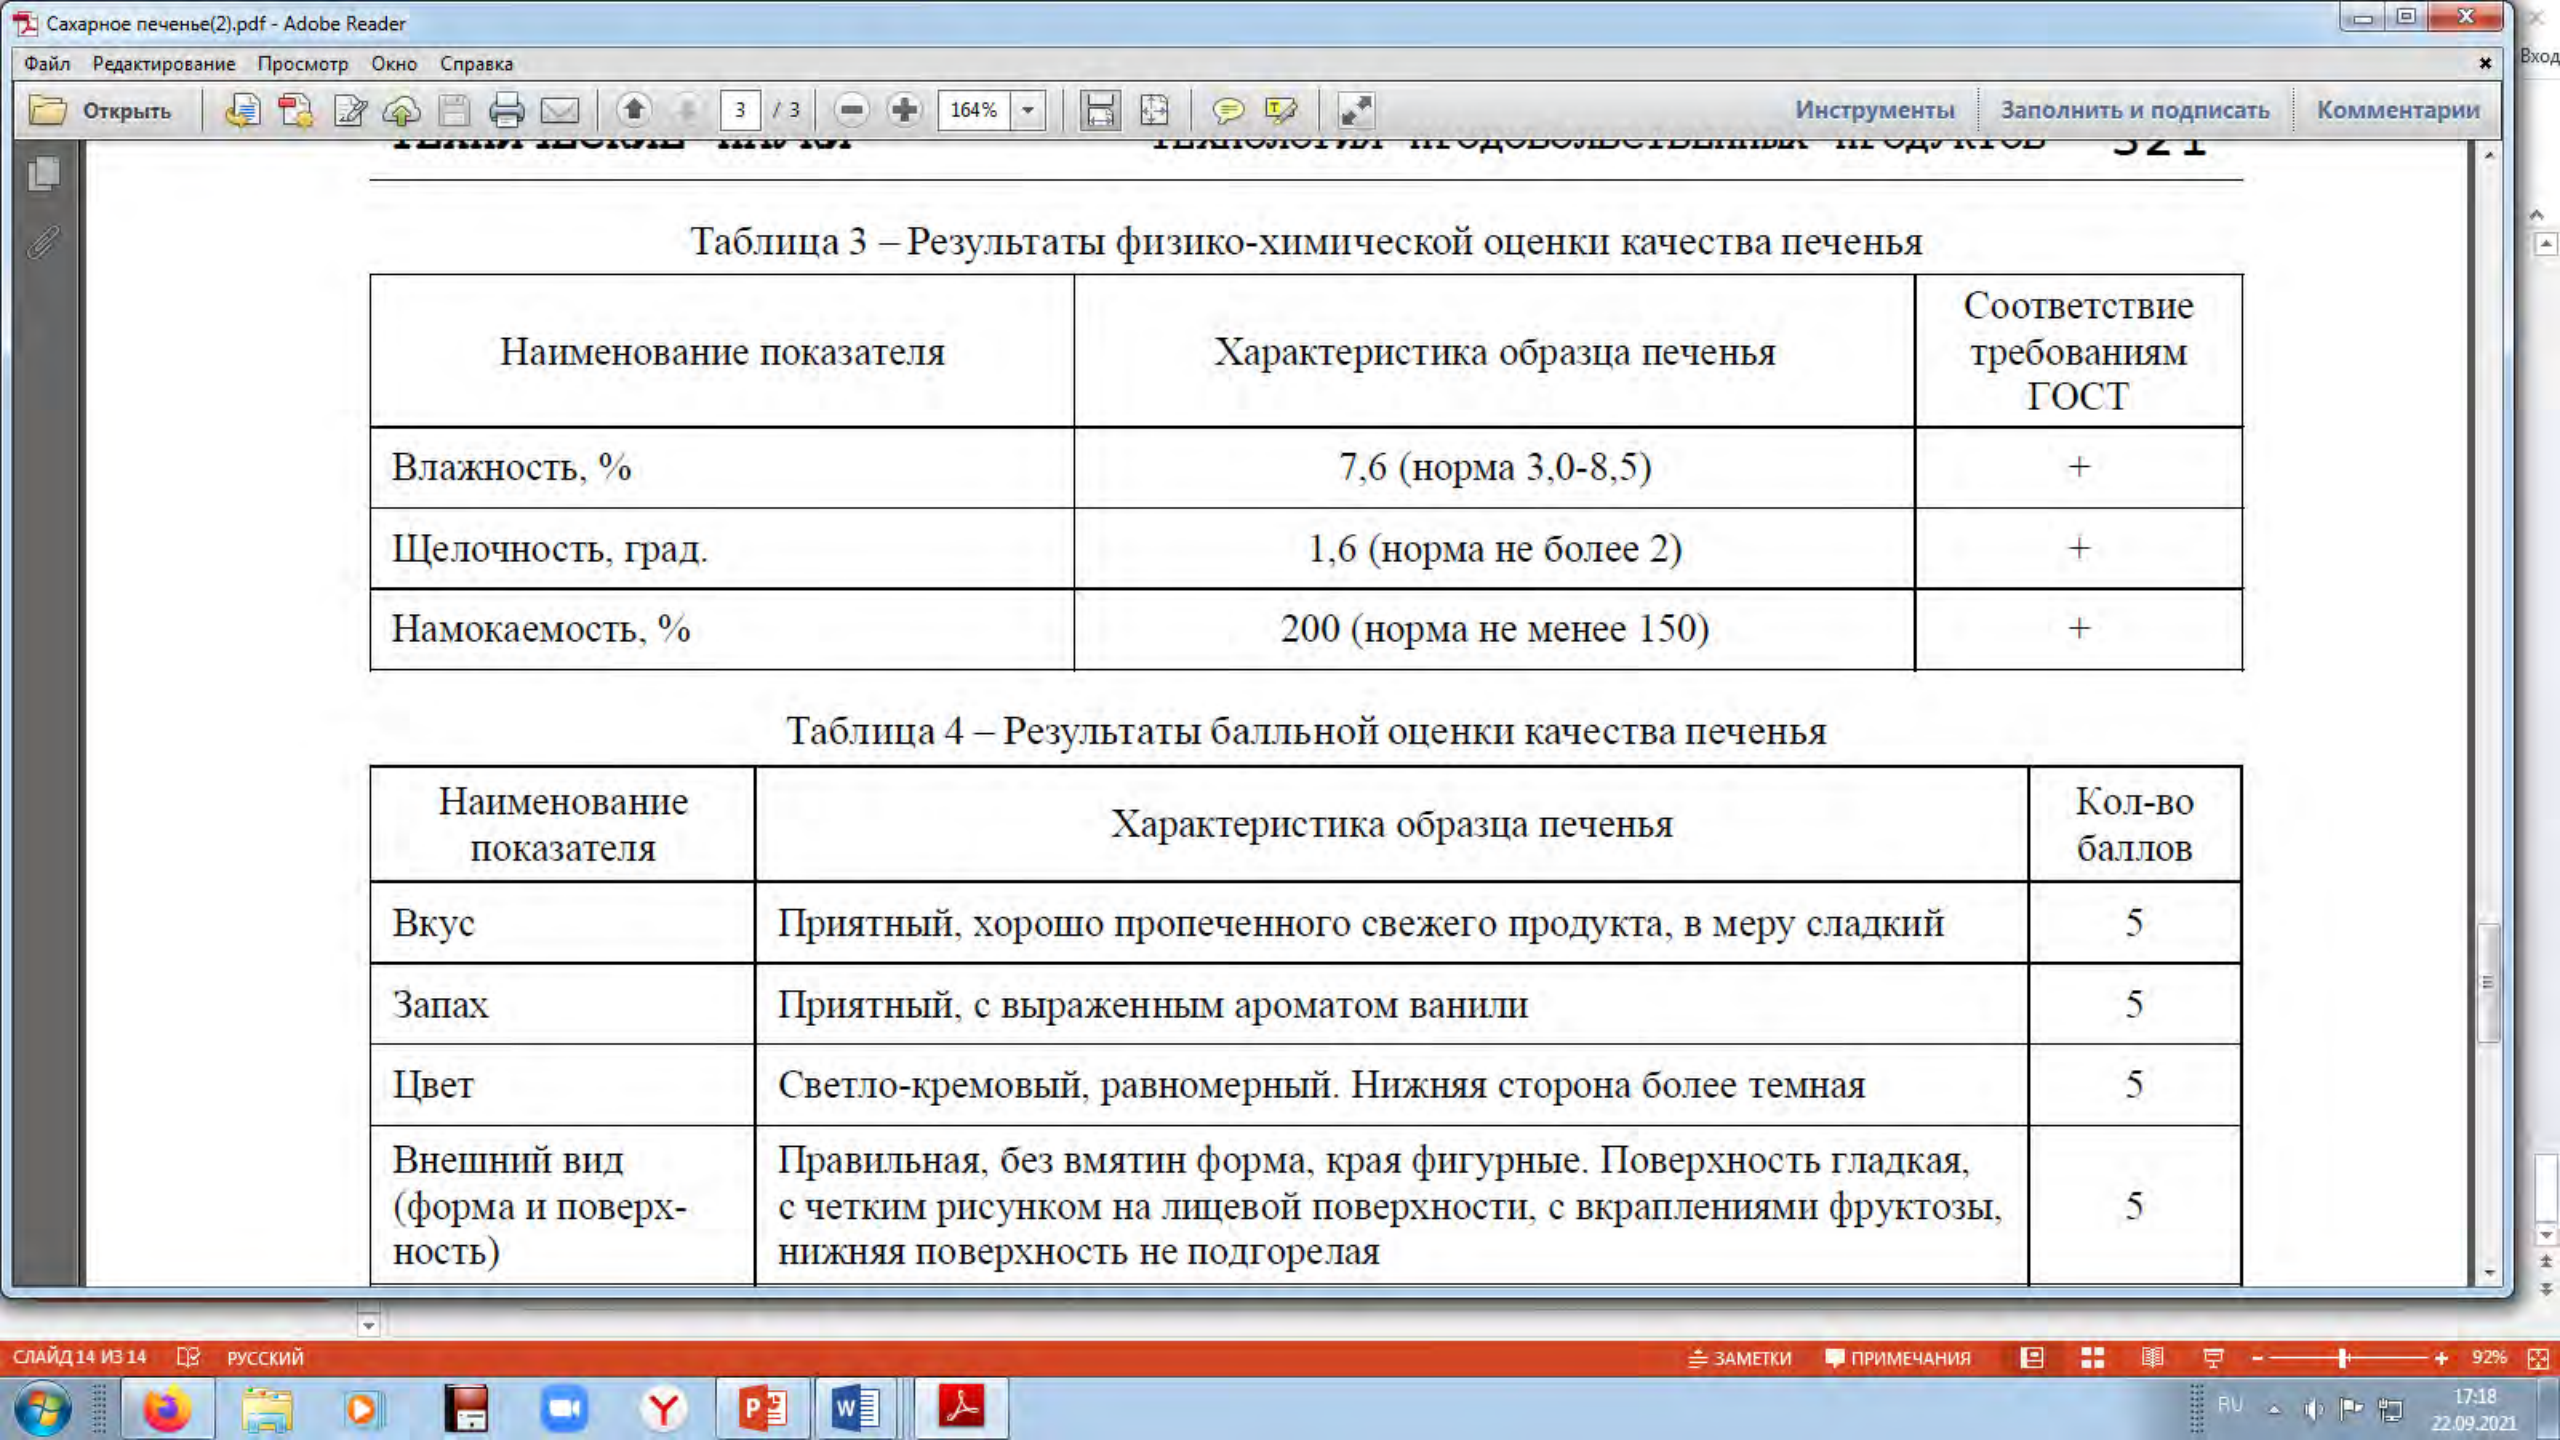 Сахарное печенье(2).pdf - Adobe Reader
Файл Редактирование Просмотр Окно Справка
Вход
Открыть 3 / 3 164% Инструменты Заполнить и подписать Комментарии
ТЕХНИЧЕСКИЕ НАУКИ ТЕХНОЛОГИЯ ПРОДОВОЛЬСТВЕННЫХ ПРОДУКТОВ 321
Таблица 3 – Результаты физико-химической оценки качества печенья
Наименование показателя
Характеристика образца печенья
Соответствие
требованиям
ГОСТ
Влажность, % 7,6 (норма 3,0-8,5) +
Щелочность, град. 1,6 (норма не более 2) +
Намокаемость, % 200 (норма не менее 150) +
Таблица 4 – Результаты балльной оценки качества печенья
Наименование
показателя
Характеристика образца печенья
Кол-во
баллов
Вкус Приятный, хорошо пропеченного свежего продукта, в меру сладкий 5
Запах Приятный, с выраженным ароматом ванили 5
Цвет Светло-кремовый, равномерный. Нижняя сторона более темная 5
Внешний вид
(форма и поверх-
ность)
Правильная, без вмятин форма, края фигурные. Поверхность гладкая,
с четким рисунком на лицевой поверхности, с вкраплениями фруктозы,
нижняя поверхность не подгорелая
5
СЛАЙД 14 ИЗ 14 РУССКИЙ ЗАМЕТКИ ПРИМЕЧАНИЯ 92%
RU
17:18
22.09.2021